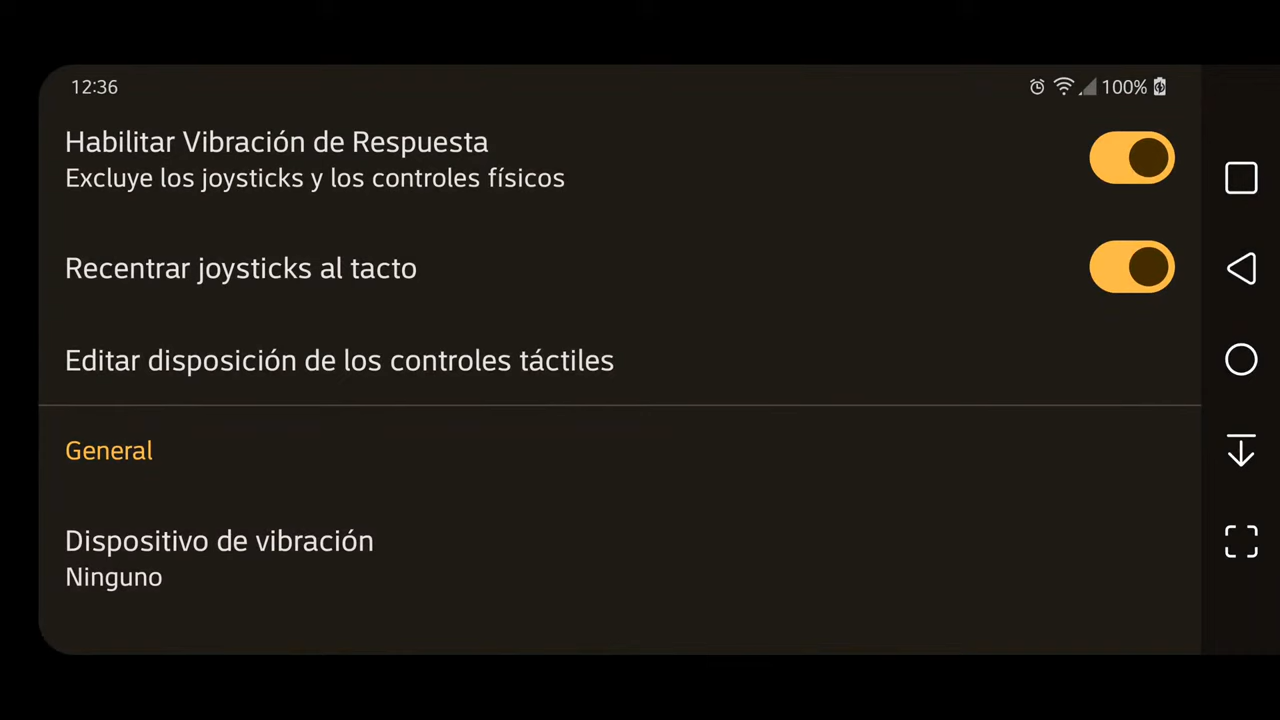 12:36
100%
Habilitar Vibración de Respuesta
Excluye los joysticks y los controles físicos
Recentrar joysticks al tacto
Editar disposición de los controles táctiles
General
Dispositivo de vibración
Ninguno